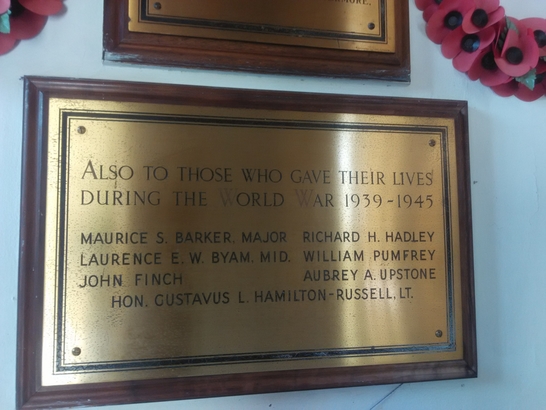 MORE.
ALSO TO THOSE WHO GAVE THEIR LIVES
DURING THE WORLD WAR 1939-1945
MAURICE S. BARKER, MAJOR RICHARD H. HADLEY
LAURENCE E. W. BYAM, MID. WILLIAM PUMFREY
JOHN FINCH AUBREY A. UPSTONE
HON. GUSTAVUS L. HAMILTON-RUSSELL, LT.